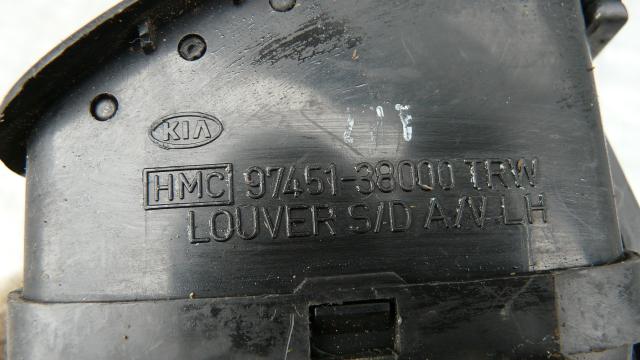 KIA
HMC 97451-38000 TRW
LOUVER S/D A/V LH